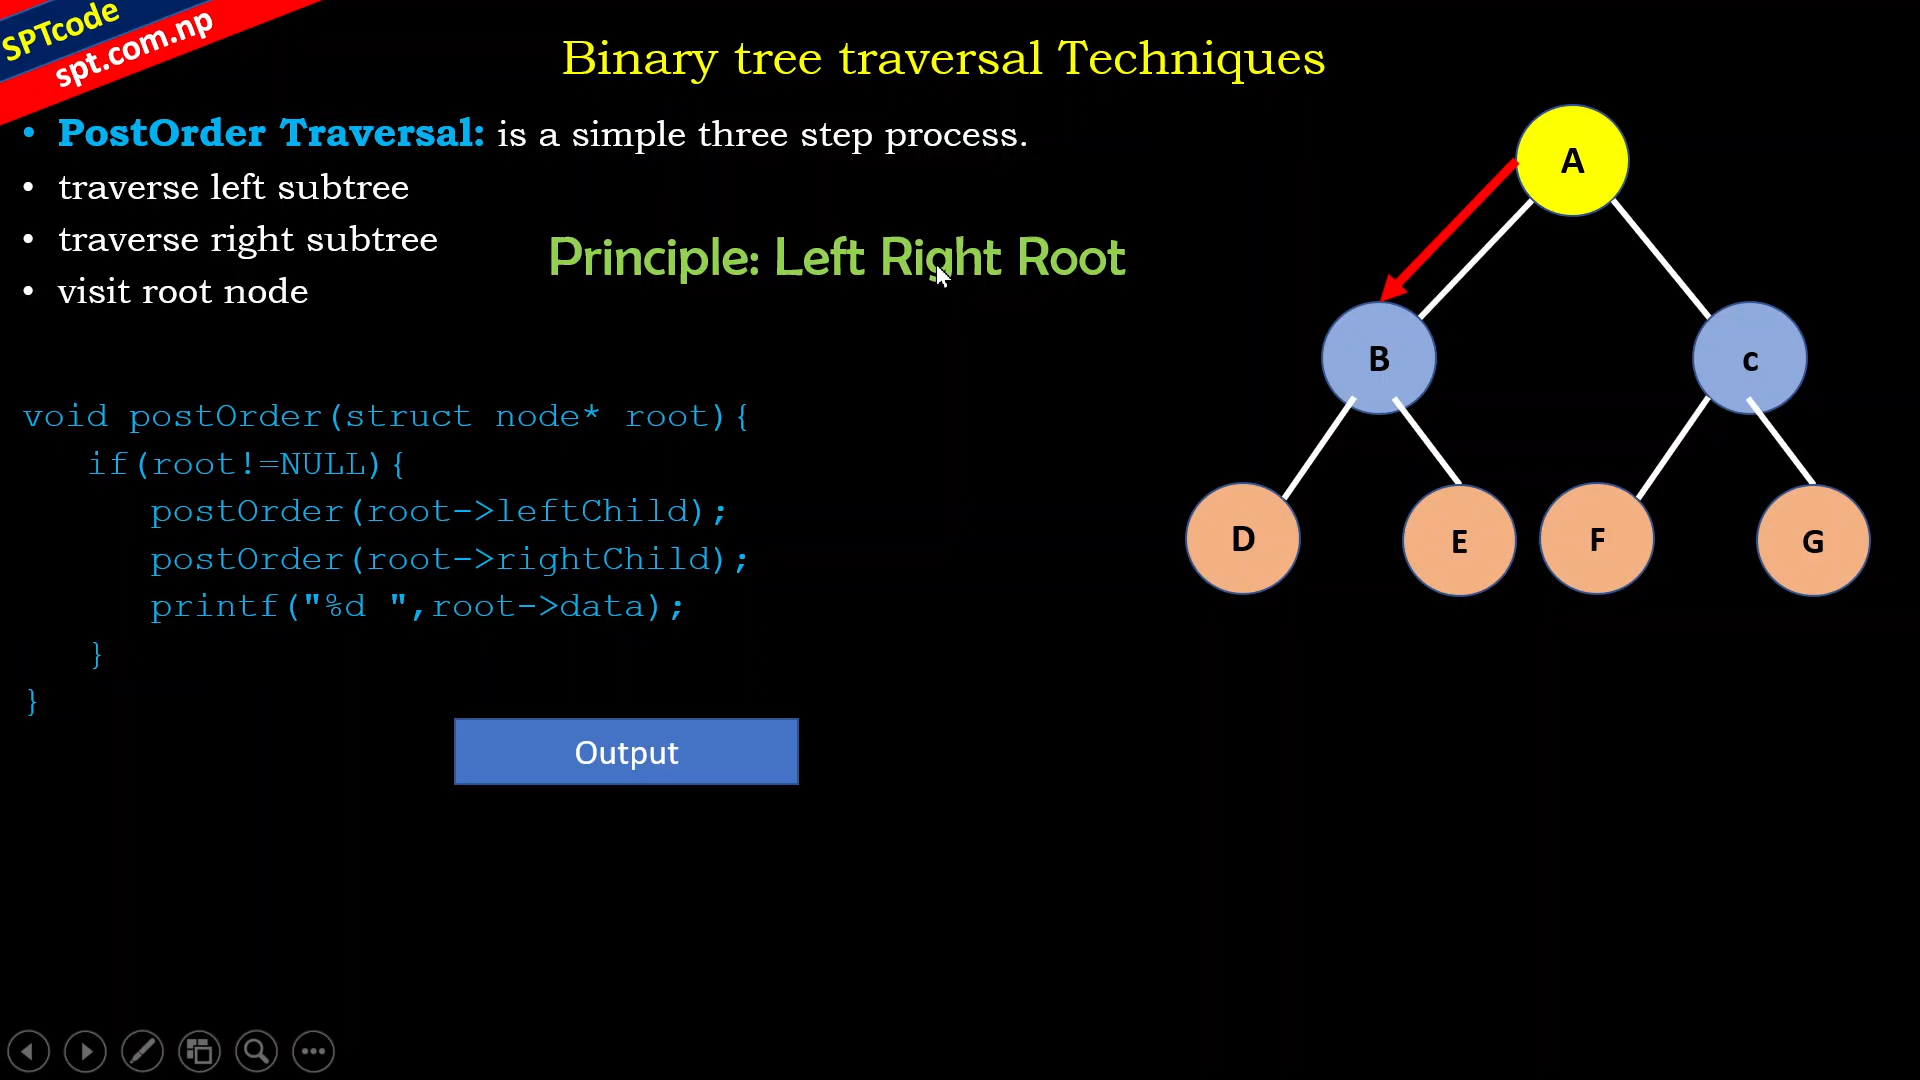 SPTcode
spt.com.np
Binary tree traversal Techniques
• PostOrder Traversal: is a simple three step process.
• traverse left subtree
• traverse right subtree
• visit root node
Principle: Left Right Root
void postOrder(struct node* root){
if(root!=NULL){
postOrder(root->leftChild);
postOrder(root->rightChild);
printf("%d ",root->data);
}
}
Output
A
B
c
D
E
F
G